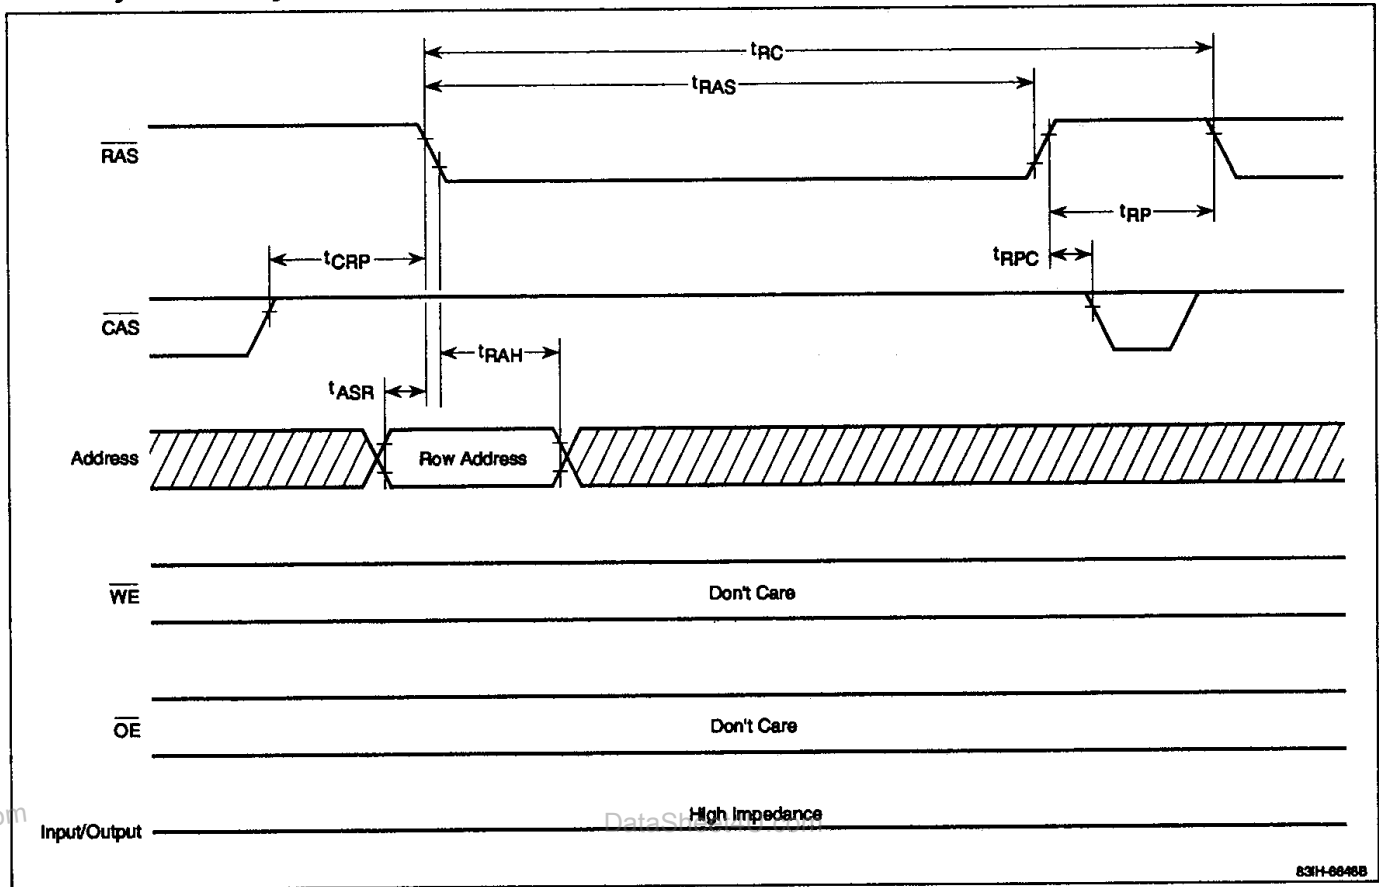 tRC
tRAS
RAS
tRP
tCRP
tRPC
CAS
tRAH
tASR
Address
Row Address
WE
Don't Care
OE
Don't Care
High Impedance
Input/Output
83IH-6646B